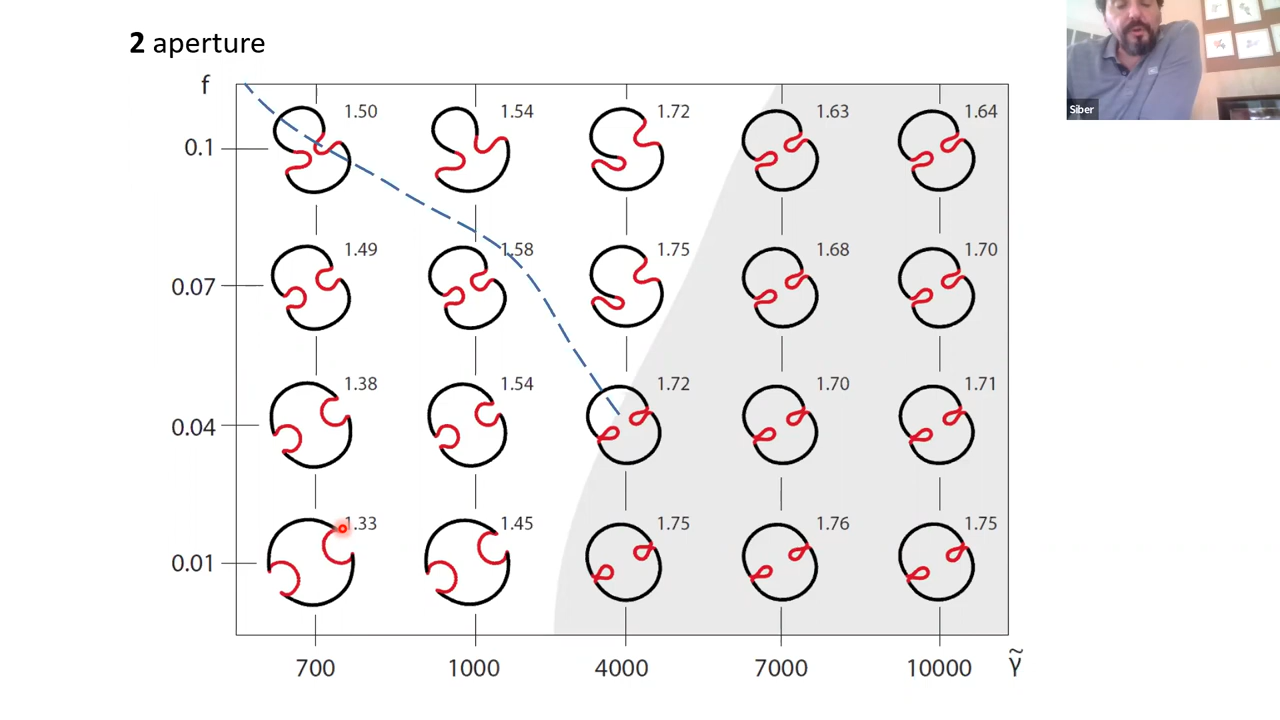 2 aperture
Siber
f
1.50 1.54 1.72 1.63 1.64
0.1
1.49 1.58 1.75 1.68 1.70
0.07
1.38 1.54 1.72 1.70 1.71
0.04
1.33 1.45 1.75 1.76 1.75
0.01
700 1000 4000 7000 10000 γ̃